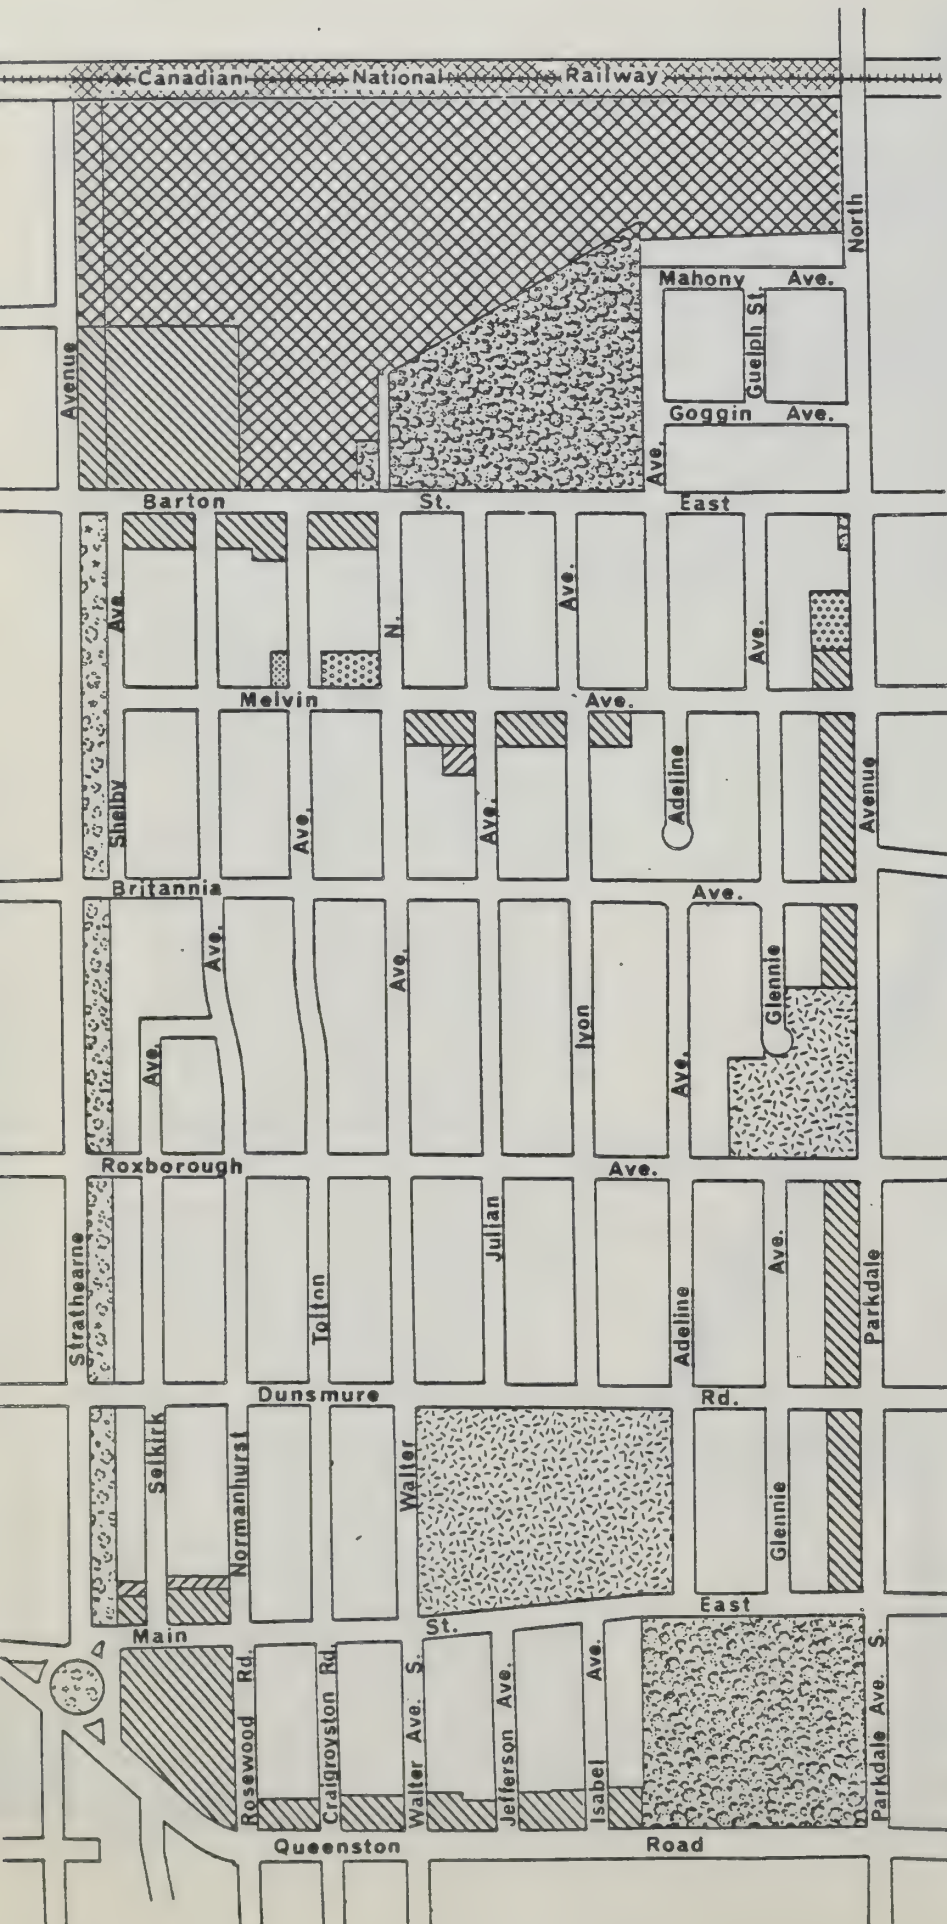 Canadian National Railway
North
Mahony Ave.
Guelph St.
Avenue
Goggin Ave.
Ave.
Barton St. East
Ave.
N.
Ave.
Ave.
Melvin Ave.
Shelby
Ave.
Ave.
Adeline
Avenue
Britannia Ave.
Ave.
Ave.
Glennie
Ave.
Iyon
Ave.
Roxborough Ave.
Strathearne
Tolton
Julian
Adeline
Ave.
Parkdale
Dunsmure Rd.
Selkirk
Normanhurst
Walter
Glennie
Main St. East
Rosewood Rd.
Craigroyston Rd.
Walter Ave. S.
Jefferson Ave.
Isabel Ave.
Parkdale Ave. S.
Queenston Road